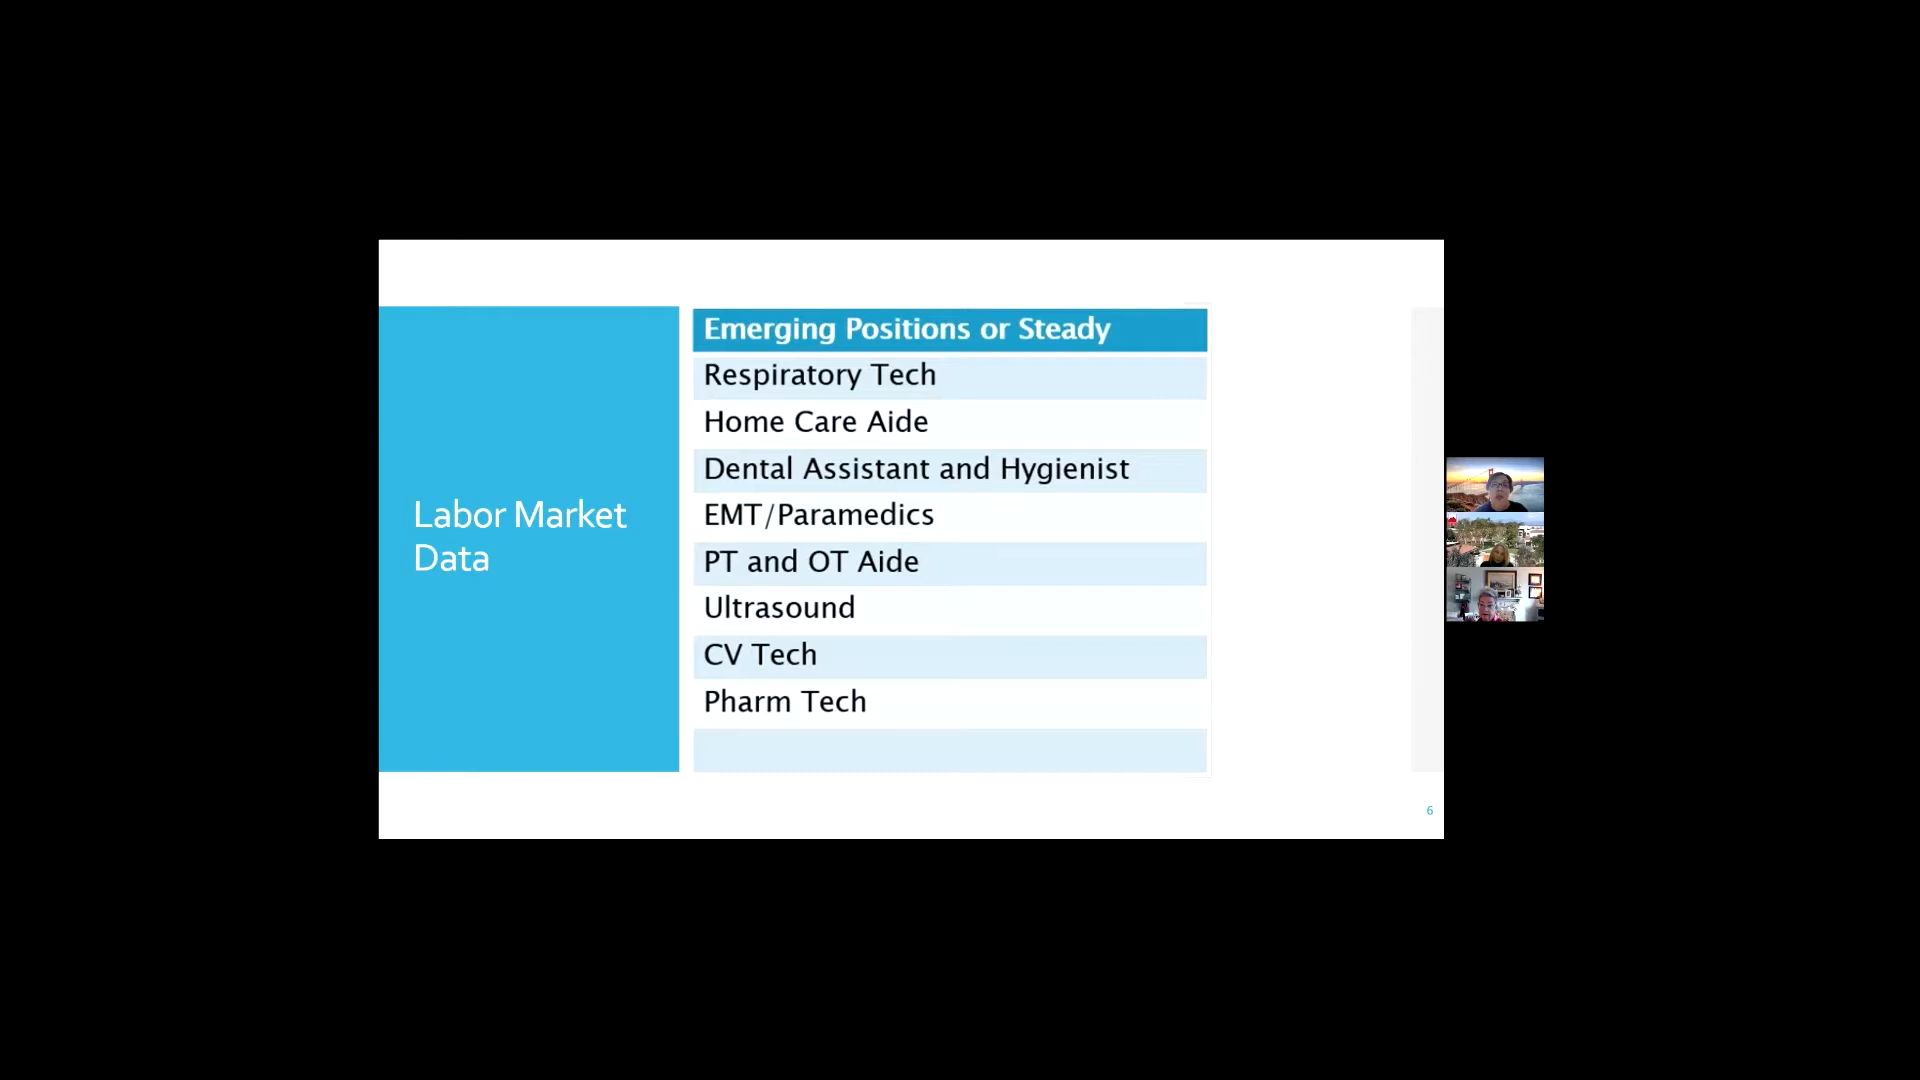 Labor Market
Data
Emerging Positions or Steady
Respiratory Tech
Home Care Aide
Dental Assistant and Hygienist
EMT/Paramedics
PT and OT Aide
Ultrasound
CV Tech
Pharm Tech
6